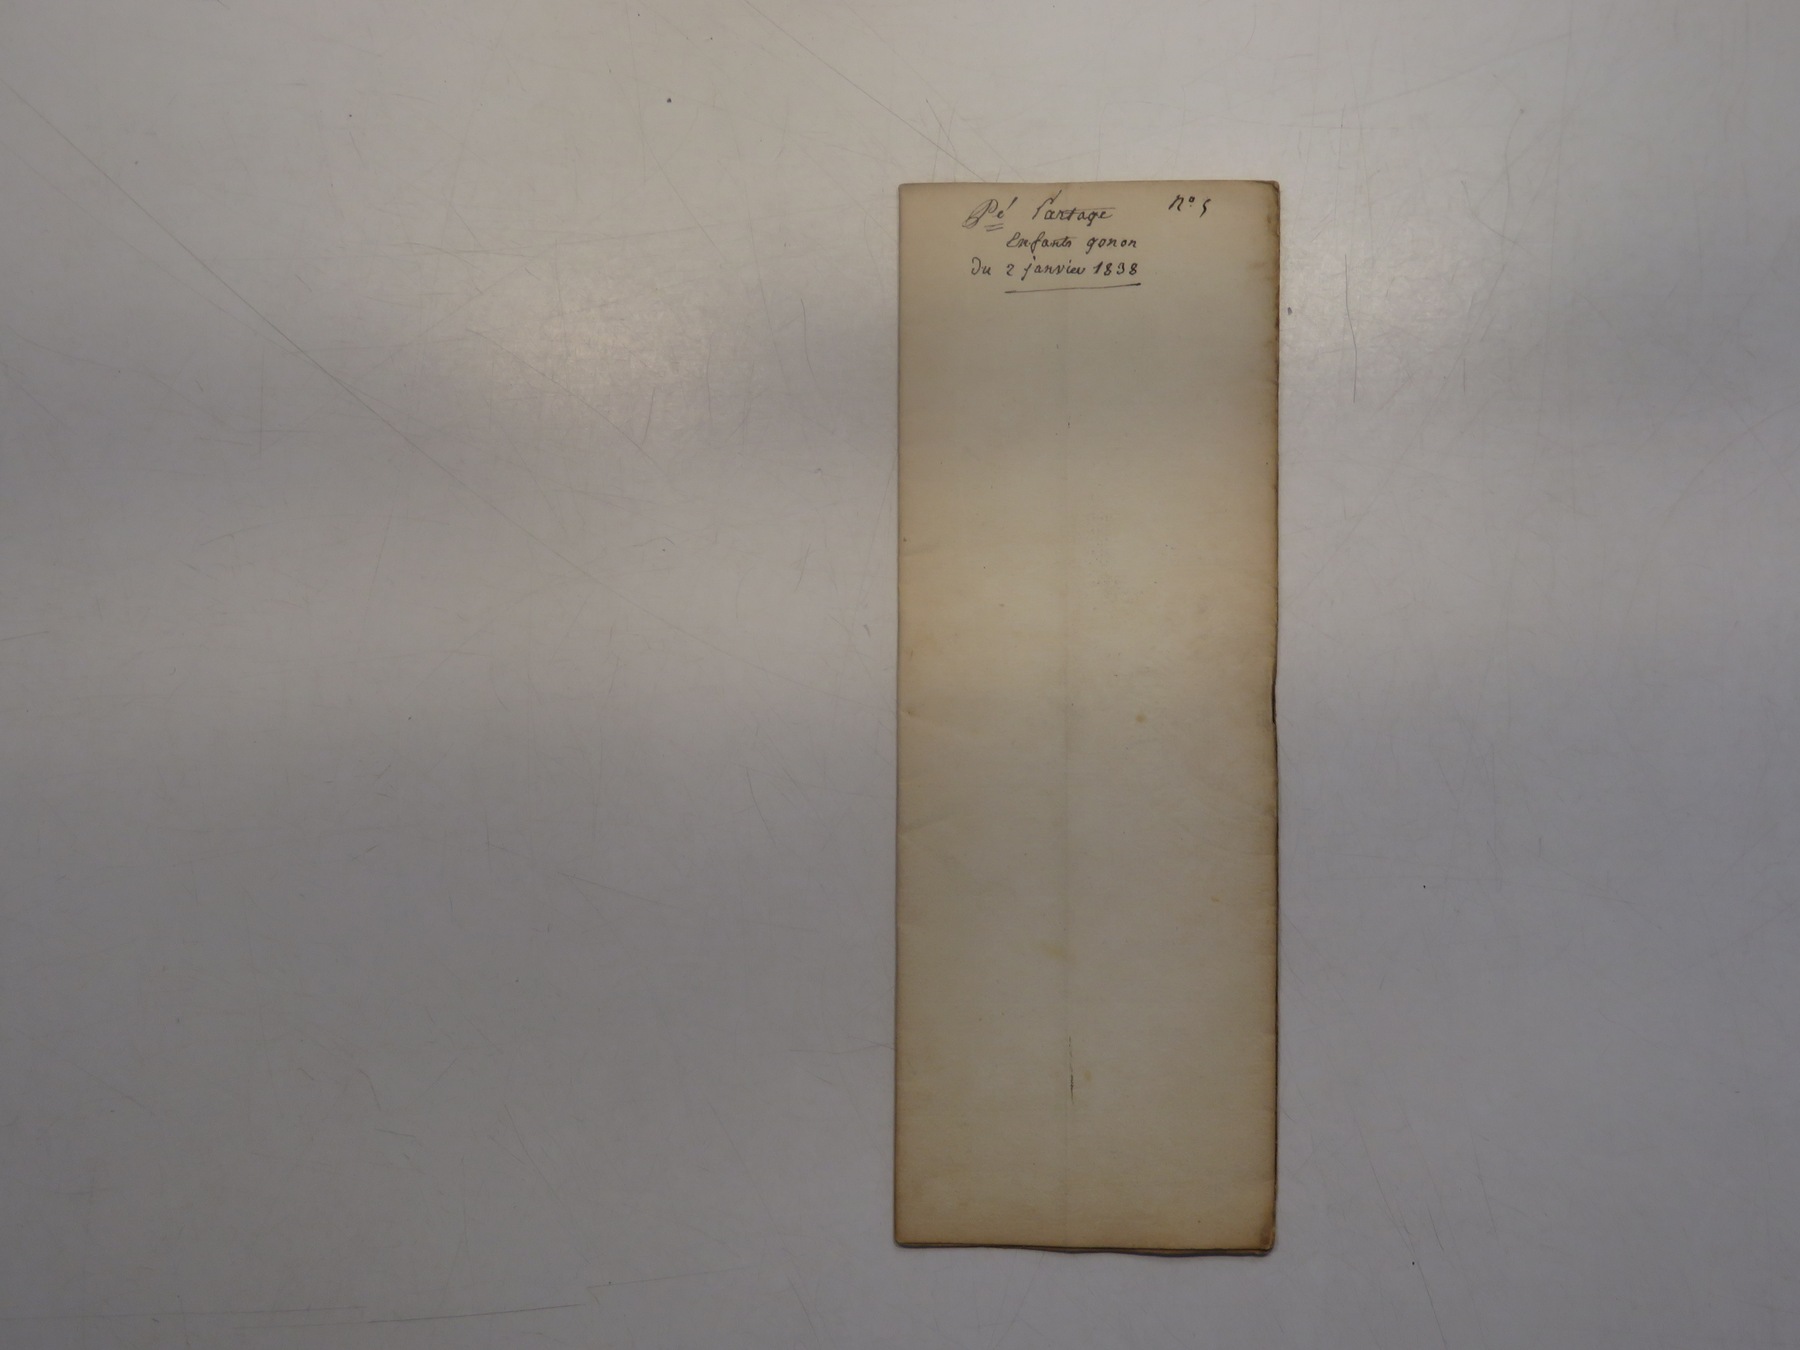 Pé Partage n° 5
Enfants gonon
Du 2 janvier 1838